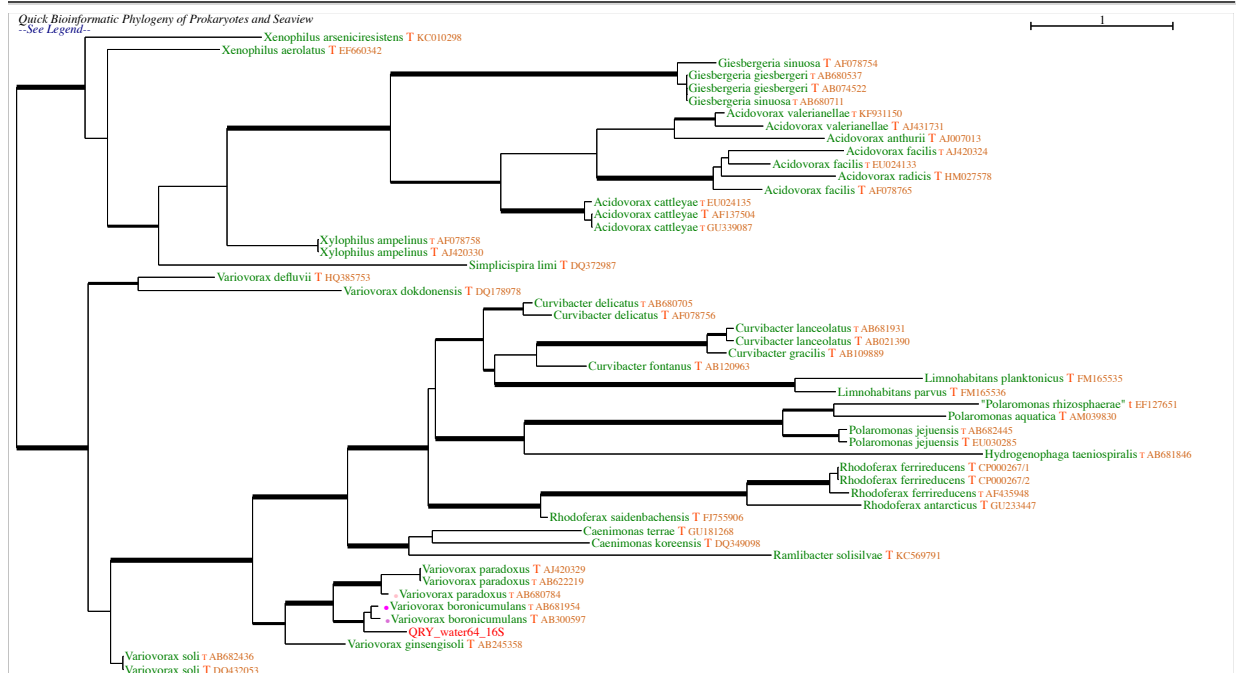 Quick Bioinformatic Phylogeny of Prokaryotes and Seaview
--See Legend--
1
Xenophilus arseniciresistens T KC010298
Xenophilus aerolatus T EF660342
Giesbergeria sinuosa T AF078754
Giesbergeria giesbergeri T AB680537
Giesbergeria giesbergeri T AB074522
Giesbergeria sinuosa T AB680711
Acidovorax valerianellae T KF931150
Acidovorax valerianellae T AJ431731
Acidovorax anthurii T AJ007013
Acidovorax facilis T AJ420324
Acidovorax facilis T EU024133
Acidovorax radicis T HM027578
Acidovorax facilis T AF078765
Acidovorax cattleyae T EU024135
Acidovorax cattleyae T AF137504
Acidovorax cattleyae T GU339087
Xylophilus ampelinus T AF078758
Xylophilus ampelinus T AJ420330
Simplicispira limi T DQ372987
Variovorax defluvii T HQ385753
Variovorax dokdonensis T DQ178978
Curvibacter delicatus T AB680705
Curvibacter delicatus T AF078756
Curvibacter lanceolatus T AB681931
Curvibacter lanceolatus T AB021390
Curvibacter gracilis T AB109889
Curvibacter fontanus T AB120963
Limnohabitans planktonicus T FM165535
Limnohabitans parvus T FM165536
"Polaromonas rhizosphaerae" t EF127651
Polaromonas aquatica T AM039830
Polaromonas jejuensis T AB682445
Polaromonas jejuensis T EU030285
Hydrogenophaga taeniospiralis T AB681846
Rhodoferax ferrireducens T CP000267/1
Rhodoferax ferrireducens T CP000267/2
Rhodoferax ferrireducens T AF435948
Rhodoferax antarcticus T GU233447
Rhodoferax saidenbachensis T FJ755906
Caenimonas terrae T GU181268
Caenimonas koreensis T DQ349098
Ramlibacter solisilvae T KC569791
Variovorax paradoxus T AJ420329
Variovorax paradoxus T AB622219
Variovorax paradoxus T AB680784
Variovorax boronicumulans T AB681954
Variovorax boronicumulans T AB300597
QRY_water64_16S
Variovorax ginsengisoli T AB245358
Variovorax soli T AB682436
Variovorax soli T DQ432053